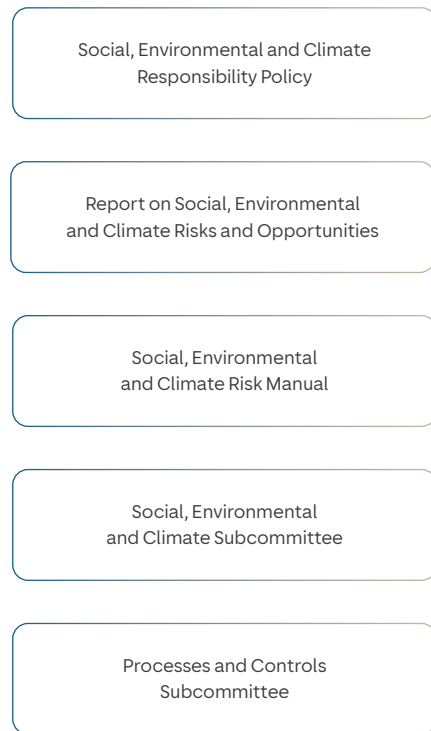 Social, Environmental and Climate
Responsibility Policy
Report on Social, Environmental
and Climate Risks and Opportunities
Social, Environmental
and Climate Risk Manual
Social, Environmental
and Climate Subcommittee
Processes and Controls
Subcommittee